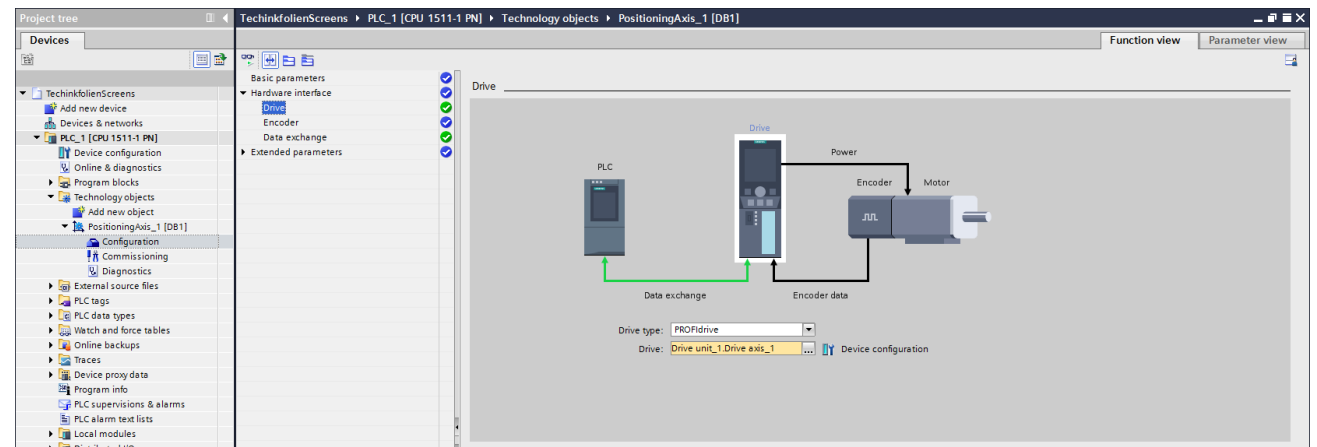 Project tree
TechinkfolienScreens ▸ PLC_1 [CPU 1511-1 PN] ▸ Technology objects ▸ PositioningAxis_1 [DB1]
Devices
Function view
Parameter view
TechinkfolienScreens
Add new device
Devices & networks
PLC_1 [CPU 1511-1 PN]
Device configuration
Online & diagnostics
Program blocks
Technology objects
Add new object
PositioningAxis_1 [DB1]
Configuration
Commissioning
Diagnostics
External source files
PLC tags
PLC data types
Watch and force tables
Online backups
Traces
Device proxy data
Program info
PLC supervisions & alarms
PLC alarm text lists
Local modules
Basic parameters
Hardware interface
Drive
Encoder
Data exchange
Extended parameters
Drive
Drive
Power
PLC
Encoder
Motor
Data exchange
Encoder data
Drive type: PROFIdrive
Drive: Drive unit_1.Drive axis_1 ... Device configuration